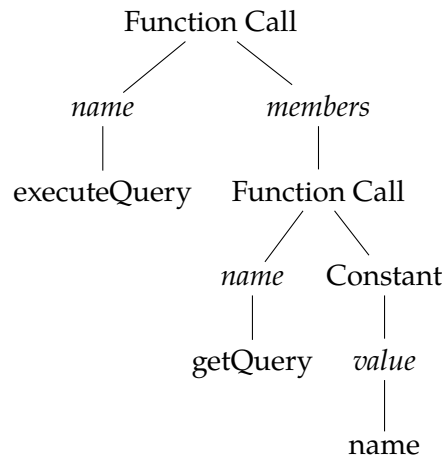 Function Call
name members
executeQuery Function Call
name Constant
getQuery value
name